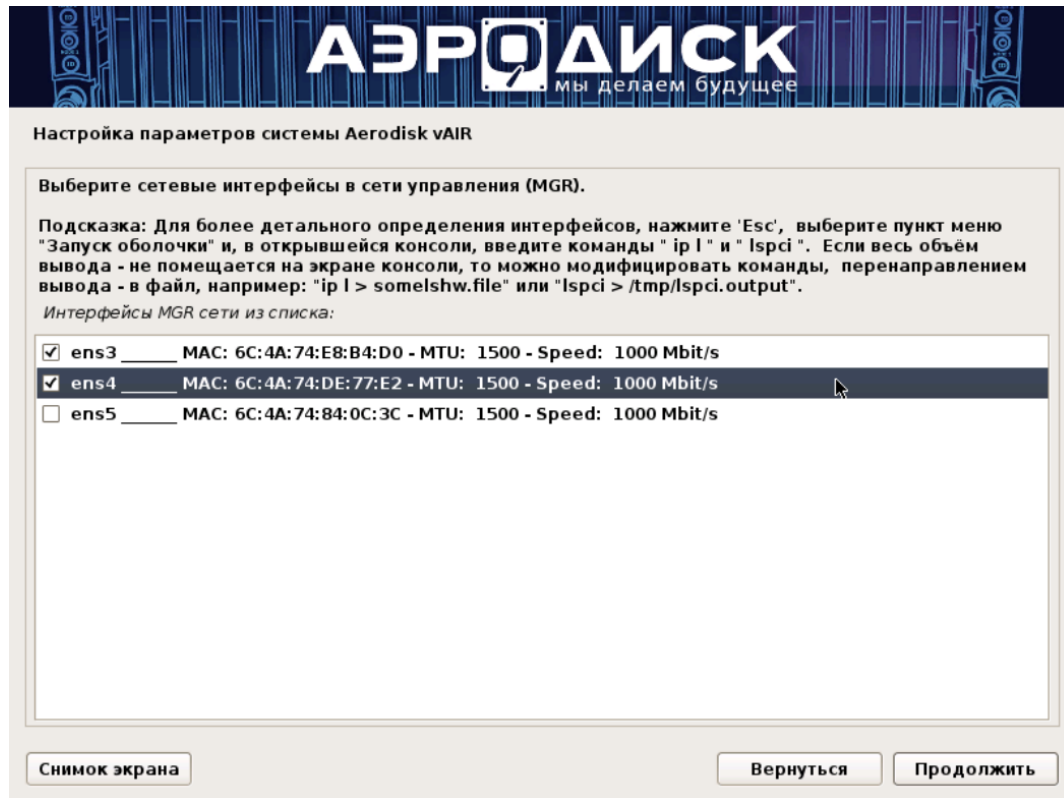 АЭРОДИСК
мы делаем будущее
Настройка параметров системы Aerodisk vAIR
Выберите сетевые интерфейсы в сети управления (MGR).
Подсказка: Для более детального определения интерфейсов, нажмите 'Esc', выберите пункт меню
"Запуск оболочки" и, в открывшейся консоли, введите команды " ip l " и " lspci ". Если весь объём
вывода - не помещается на экране консоли, то можно модифицировать команды, перенаправлением
вывода - в файл, например: "ip l > somelshw.file" или "lspci > /tmp/lspci.output".
Интерфейсы MGR сети из списка:
ens3 ______ MAC: 6C:4A:74:E8:B4:D0 - MTU: 1500 - Speed: 1000 Mbit/s
ens4 ______ MAC: 6C:4A:74:DE:77:E2 - MTU: 1500 - Speed: 1000 Mbit/s
ens5 ______ MAC: 6C:4A:74:84:0C:3C - MTU: 1500 - Speed: 1000 Mbit/s
Снимок экрана
Вернуться
Продолжить